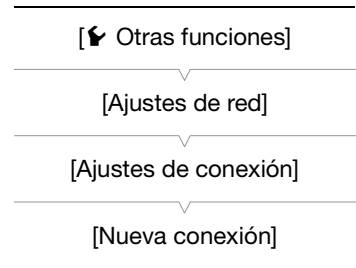 [ Otras funciones]
[Ajustes de red]
[Ajustes de conexión]
[Nueva conexión]